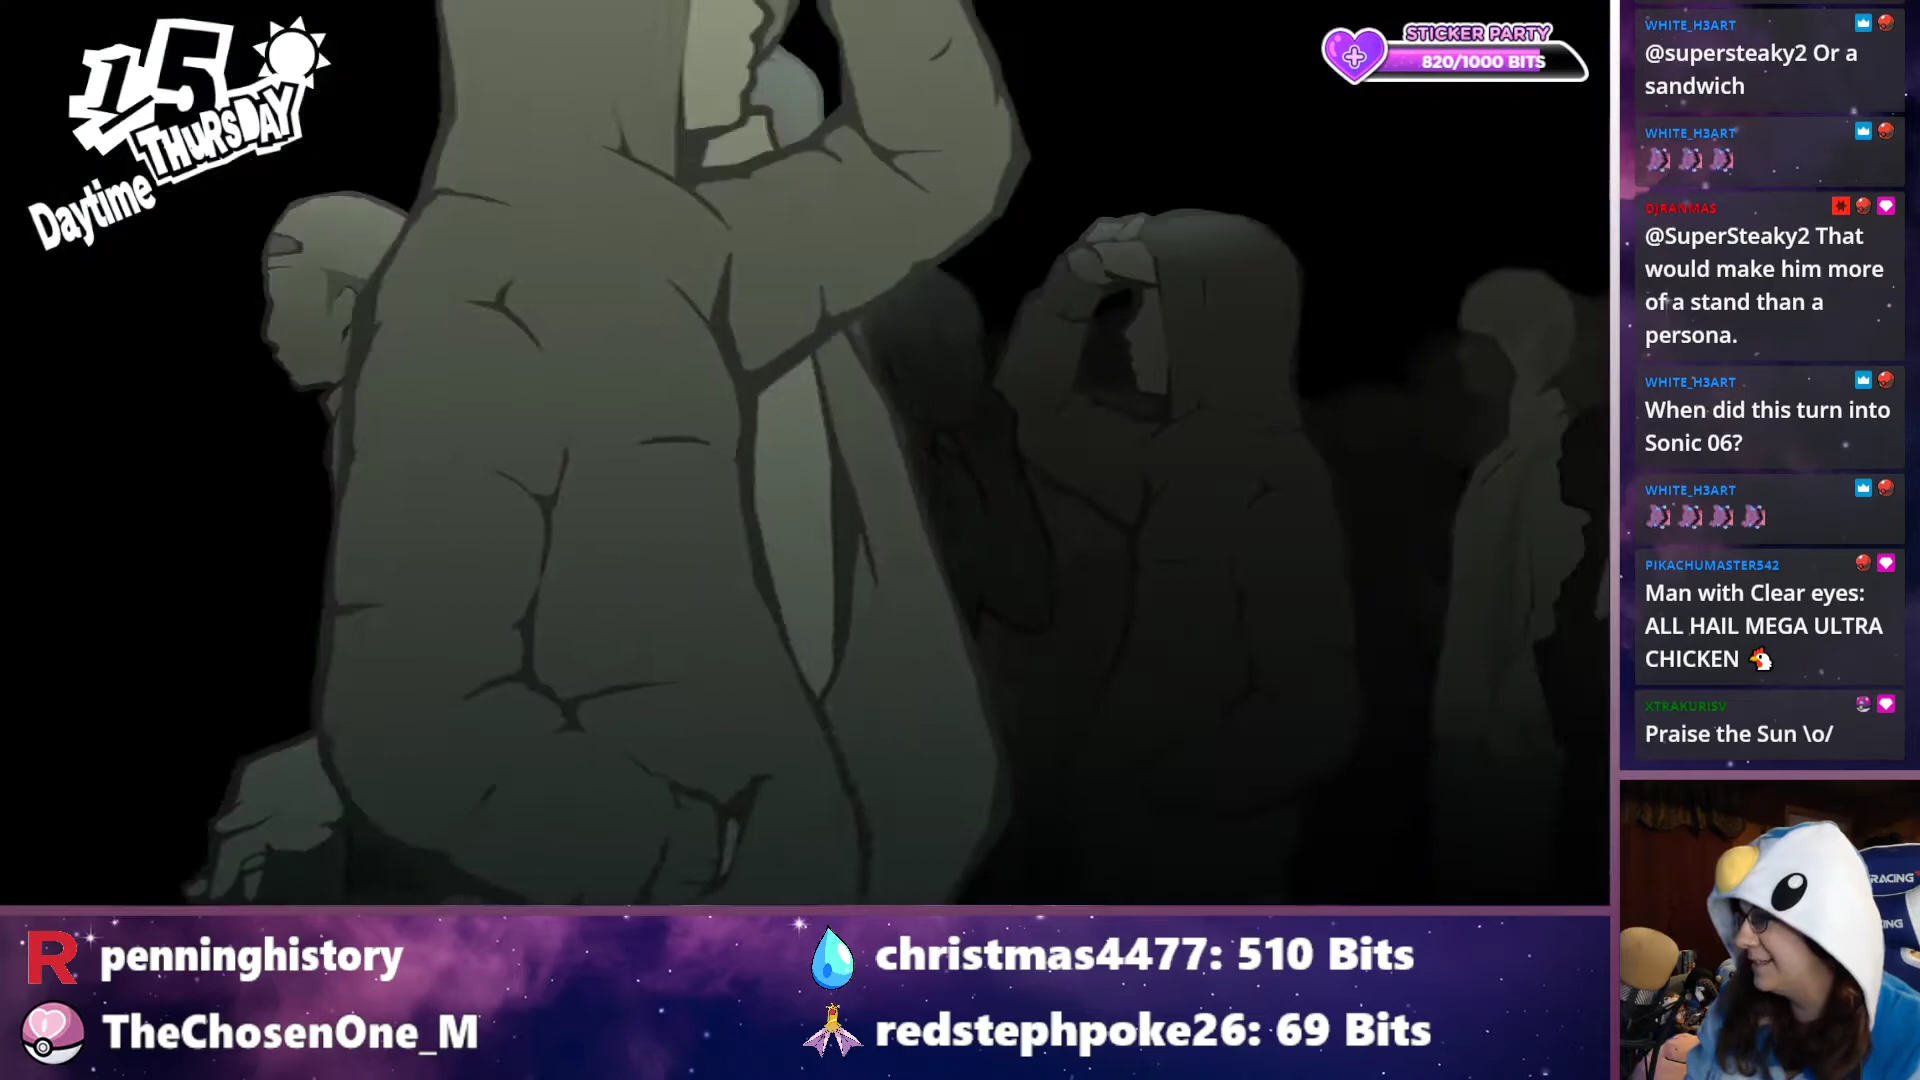 15
THURSDAY
Daytime
STICKER PARTY
820/1000 BITS
WHITE_H3ART
@supersteaky2 Or a
sandwich
WHITE_H3ART
DJRANMAS
@SuperSteaky2 That
would make him more
of a stand than a
persona.
WHITE_H3ART
When did this turn into
Sonic 06?
WHITE_H3ART
PIKACHUMASTER542
Man with Clear eyes:
ALL HAIL MEGA ULTRA
CHICKEN 🐔
XTRAKURISV
Praise the Sun \o/
RACING
R penninghistory
TheChosenOne_M
christmas4477: 510 Bits
redstephpoke26: 69 Bits